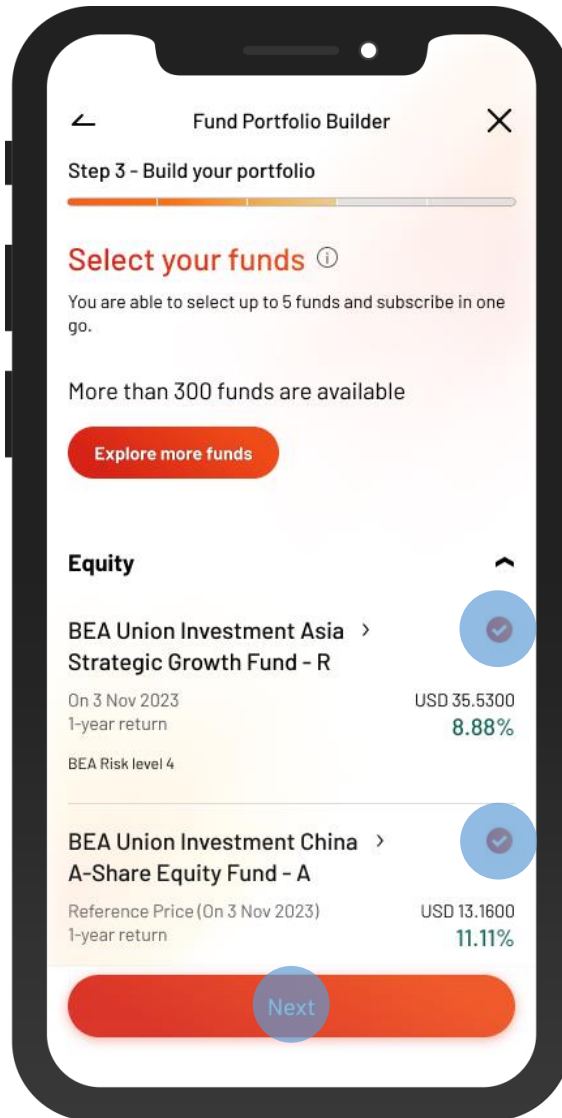 Fund Portfolio Builder
Step 3 - Build your portfolio
Select your funds
You are able to select up to 5 funds and subscribe in one
go.
More than 300 funds are available
Explore more funds
Equity
BEA Union Investment Asia
Strategic Growth Fund - R
On 3 Nov 2023 USD 35.5300
1-year return 8.88%
BEA Risk level 4
BEA Union Investment China
A-Share Equity Fund - A
Reference Price (On 3 Nov 2023) USD 13.1600
1-year return 11.11%
Next